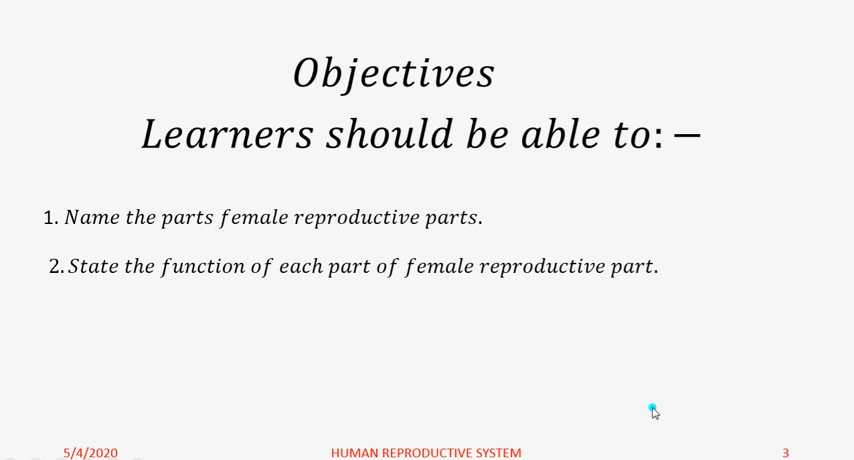 Objectives
Learners should be able to: −
1. Name the parts female reproductive parts.
2. State the function of each part of female reproductive part.
5/4/2020 HUMAN REPRODUCTIVE SYSTEM 3